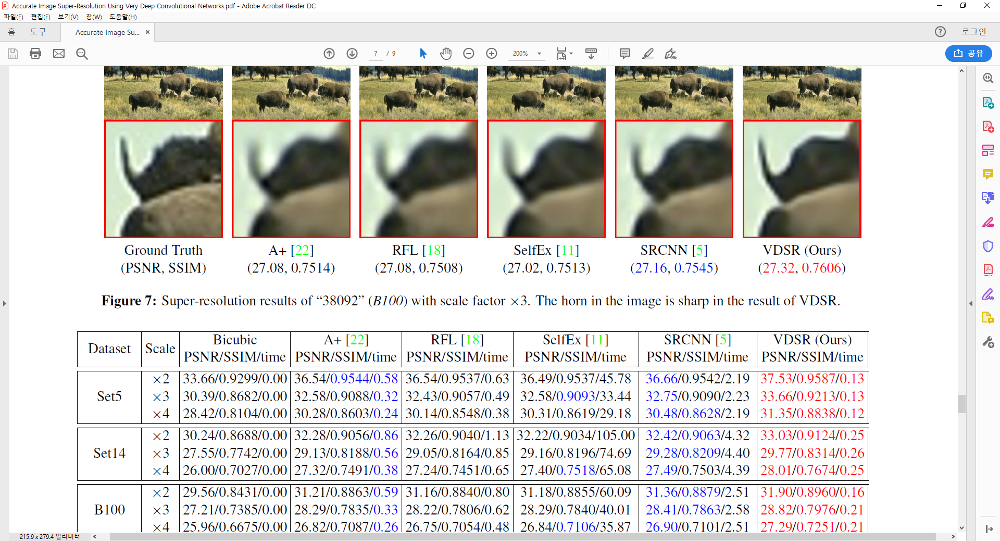 Accurate Image Super-Resolution Using Very Deep Convolutional Networks.pdf - Adobe Acrobat Reader DC
파일(F) 편집(E) 보기(V) 창(W) 도움말(H)
홈 도구 Accurate Image Su... × 로그인
7 / 9 200% 공유
Ground Truth A+ [22] RFL [18] SelfEx [11] SRCNN [5] VDSR (Ours)
(PSNR, SSIM) (27.08, 0.7514) (27.08, 0.7508) (27.02, 0.7513) (27.16, 0.7545) (27.32, 0.7606)
Figure 7: Super-resolution results of “38092” (B100) with scale factor ×3. The horn in the image is sharp in the result of VDSR.
Dataset Scale Bicubic A+ [22] RFL [18] SelfEx [11] SRCNN [5] VDSR (Ours)
PSNR/SSIM/time PSNR/SSIM/time PSNR/SSIM/time PSNR/SSIM/time PSNR/SSIM/time PSNR/SSIM/time
×2 33.66/0.9299/0.00 36.54/0.9544/0.58 36.54/0.9537/0.63 36.49/0.9537/45.78 36.66/0.9542/2.19 37.53/0.9587/0.13
Set5 ×3 30.39/0.8682/0.00 32.58/0.9088/0.32 32.43/0.9057/0.49 32.58/0.9093/33.44 32.75/0.9090/2.23 33.66/0.9213/0.13
×4 28.42/0.8104/0.00 30.28/0.8603/0.24 30.14/0.8548/0.38 30.31/0.8619/29.18 30.48/0.8628/2.19 31.35/0.8838/0.12
×2 30.24/0.8688/0.00 32.28/0.9056/0.86 32.26/0.9040/1.13 32.22/0.9034/105.00 32.42/0.9063/4.32 33.03/0.9124/0.25
Set14 ×3 27.55/0.7742/0.00 29.13/0.8188/0.56 29.05/0.8164/0.85 29.16/0.8196/74.69 29.28/0.8209/4.40 29.77/0.8314/0.26
×4 26.00/0.7027/0.00 27.32/0.7491/0.38 27.24/0.7451/0.65 27.40/0.7518/65.08 27.49/0.7503/4.39 28.01/0.7674/0.25
×2 29.56/0.8431/0.00 31.21/0.8863/0.59 31.16/0.8840/0.80 31.18/0.8855/60.09 31.36/0.8879/2.51 31.90/0.8960/0.16
B100 ×3 27.21/0.7385/0.00 28.29/0.7835/0.33 28.22/0.7806/0.62 28.29/0.7840/40.01 28.41/0.7863/2.58 28.82/0.7976/0.21
×4 25.96/0.6675/0.00 26.82/0.7087/0.26 26.75/0.7054/0.48 26.84/0.7106/35.87 26.90/0.7101/2.51 27.29/0.7251/0.21
215.9 x 279.4 밀리미터